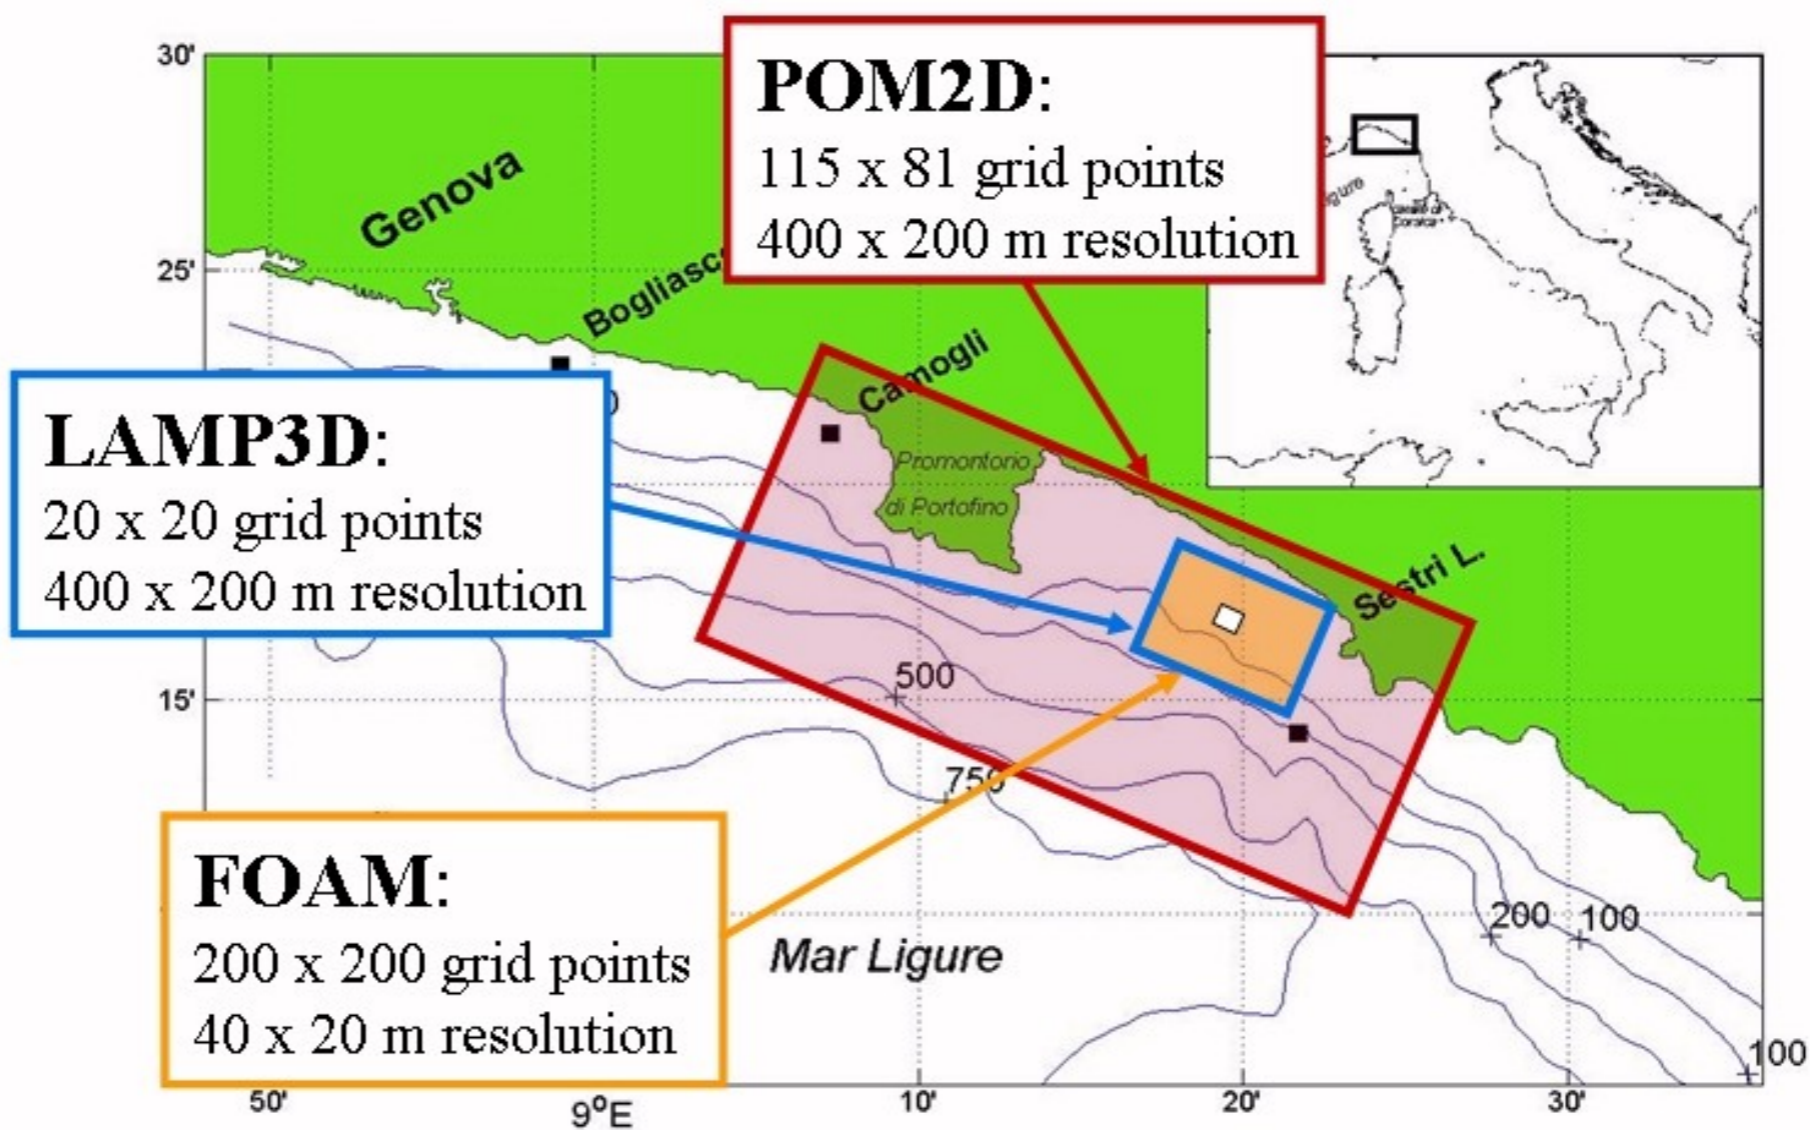 30'
POM2D:
115 x 81 grid points
400 x 200 m resolution
Genova
25'
Bogliasc
Camogli
LAMP3D:
20 x 20 grid points
400 x 200 m resolution
Promontorio
di Portofino
Sestri L.
15'
500
750
FOAM:
200 x 200 grid points
40 x 20 m resolution
Mar Ligure
200
100
100
50'
9°E
10'
20'
30'